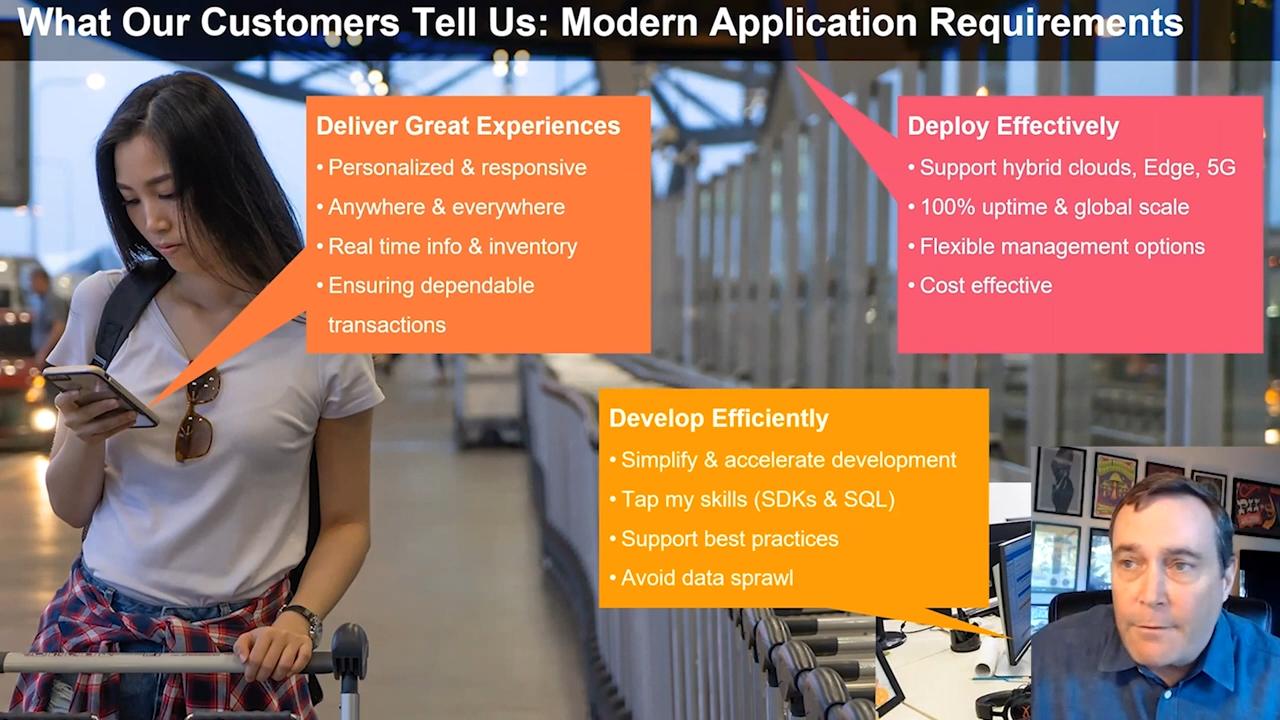 What Our Customers Tell Us: Modern Application Requirements
Deliver Great Experiences
• Personalized & responsive
• Anywhere & everywhere
• Real time info & inventory
• Ensuring dependable
transactions
Deploy Effectively
• Support hybrid clouds, Edge, 5G
• 100% uptime & global scale
• Flexible management options
• Cost effective
Develop Efficiently
• Simplify & accelerate development
• Tap my skills (SDKs & SQL)
• Support best practices
• Avoid data sprawl